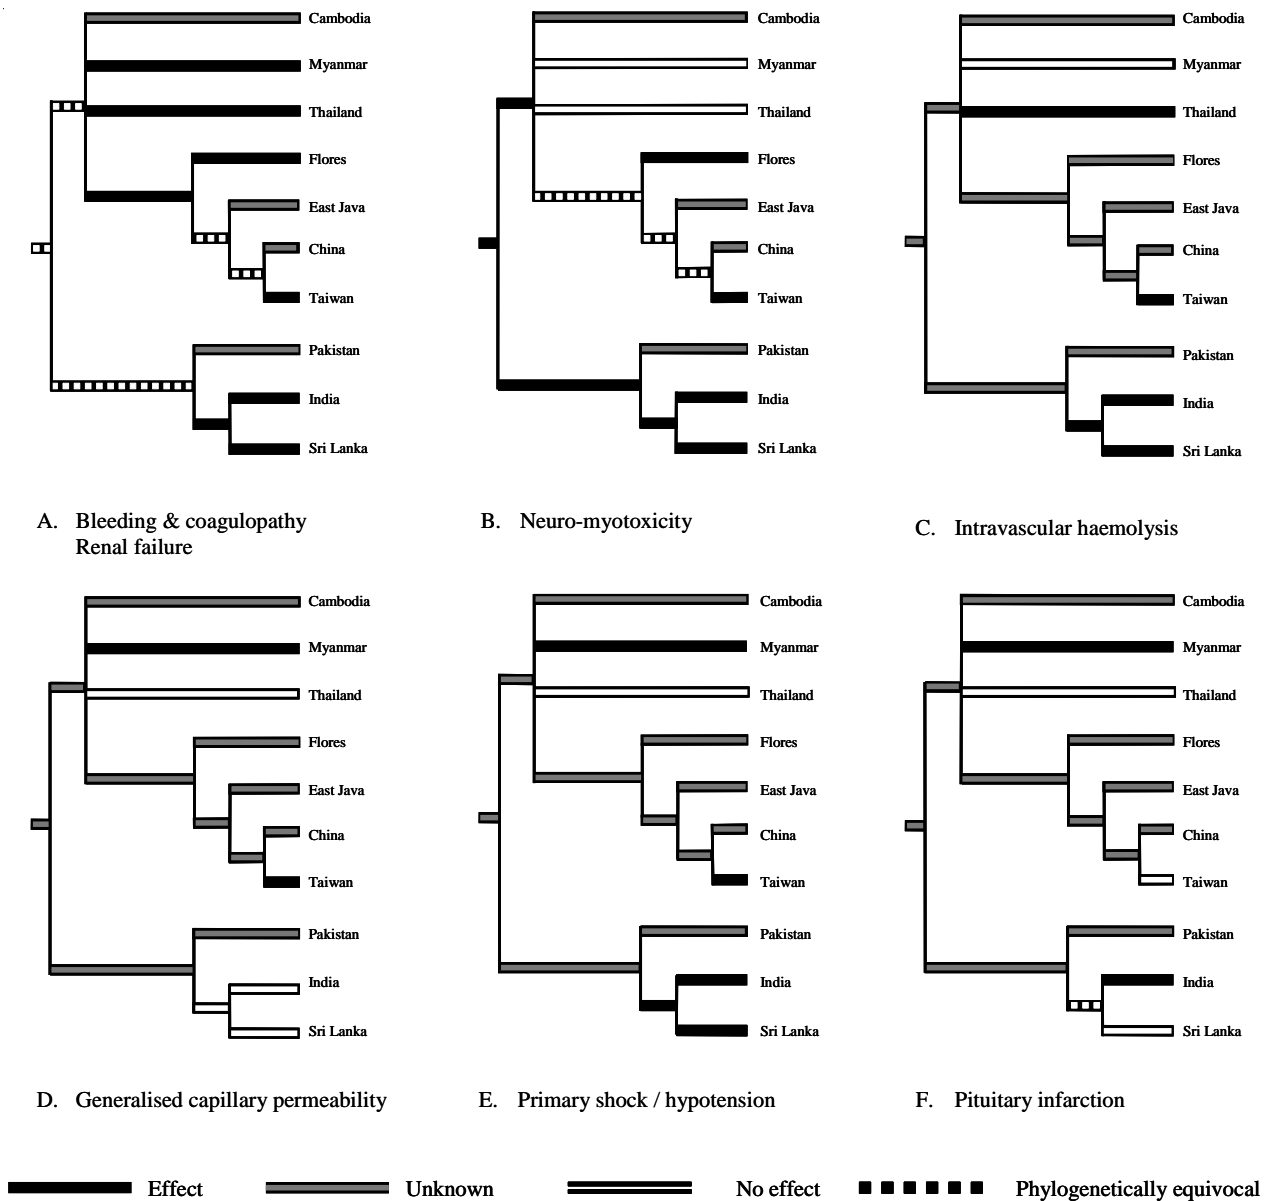 Cambodia
Myanmar
Thailand
Flores
East Java
China
Taiwan
Pakistan
India
Sri Lanka
A. Bleeding & coagulopathy
Renal failure
Cambodia
Myanmar
Thailand
Flores
East Java
China
Taiwan
Pakistan
India
Sri Lanka
B. Neuro-myotoxicity
Cambodia
Myanmar
Thailand
Flores
East Java
China
Taiwan
Pakistan
India
Sri Lanka
C. Intravascular haemolysis
Cambodia
Myanmar
Thailand
Flores
East Java
China
Taiwan
Pakistan
India
Sri Lanka
D. Generalised capillary permeability
Cambodia
Myanmar
Thailand
Flores
East Java
China
Taiwan
Pakistan
India
Sri Lanka
E. Primary shock / hypotension
Cambodia
Myanmar
Thailand
Flores
East Java
China
Taiwan
Pakistan
India
Sri Lanka
F. Pituitary infarction
Effect
Unknown
No effect
Phylogenetically equivocal